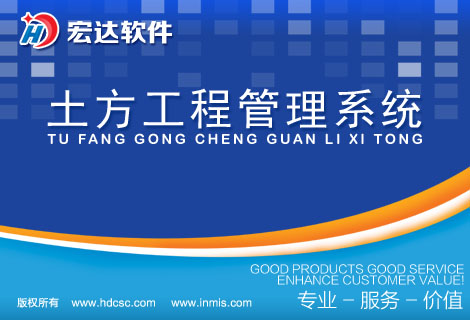 HD 宏达软件
土方工程管理系统
TU FANG GONG CHENG GUAN LI XI TONG
GOOD PRODUCTS GOOD SERVICE
ENHANCE CUSTOMER VALUE!
版权所有 www.hdcsc.com www.inmis.com
专业 – 服务 – 价值